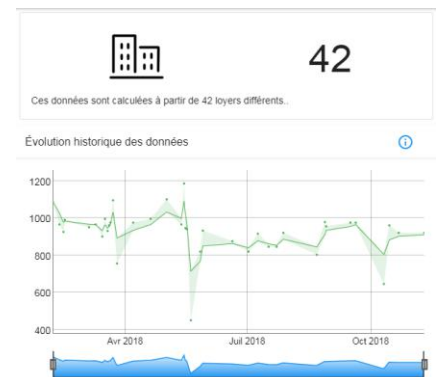 42
Ces données sont calculées à partir de 42 loyers différents..
Évolution historique des données
1200
1000
800
600
400
Avr 2018 Jul 2018 Oct 2018